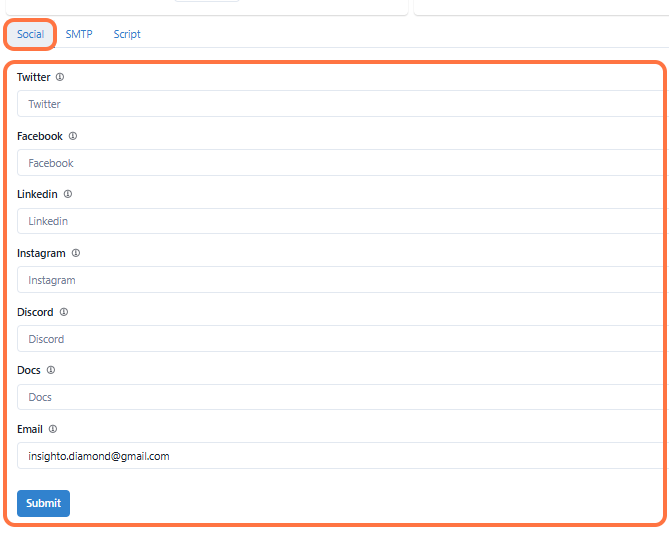 Social SMTP Script
Twitter
Twitter
Facebook
Facebook
Linkedin
Linkedin
Instagram
Instagram
Discord
Discord
Docs
Docs
Email
insighto.diamond@gmail.com
Submit